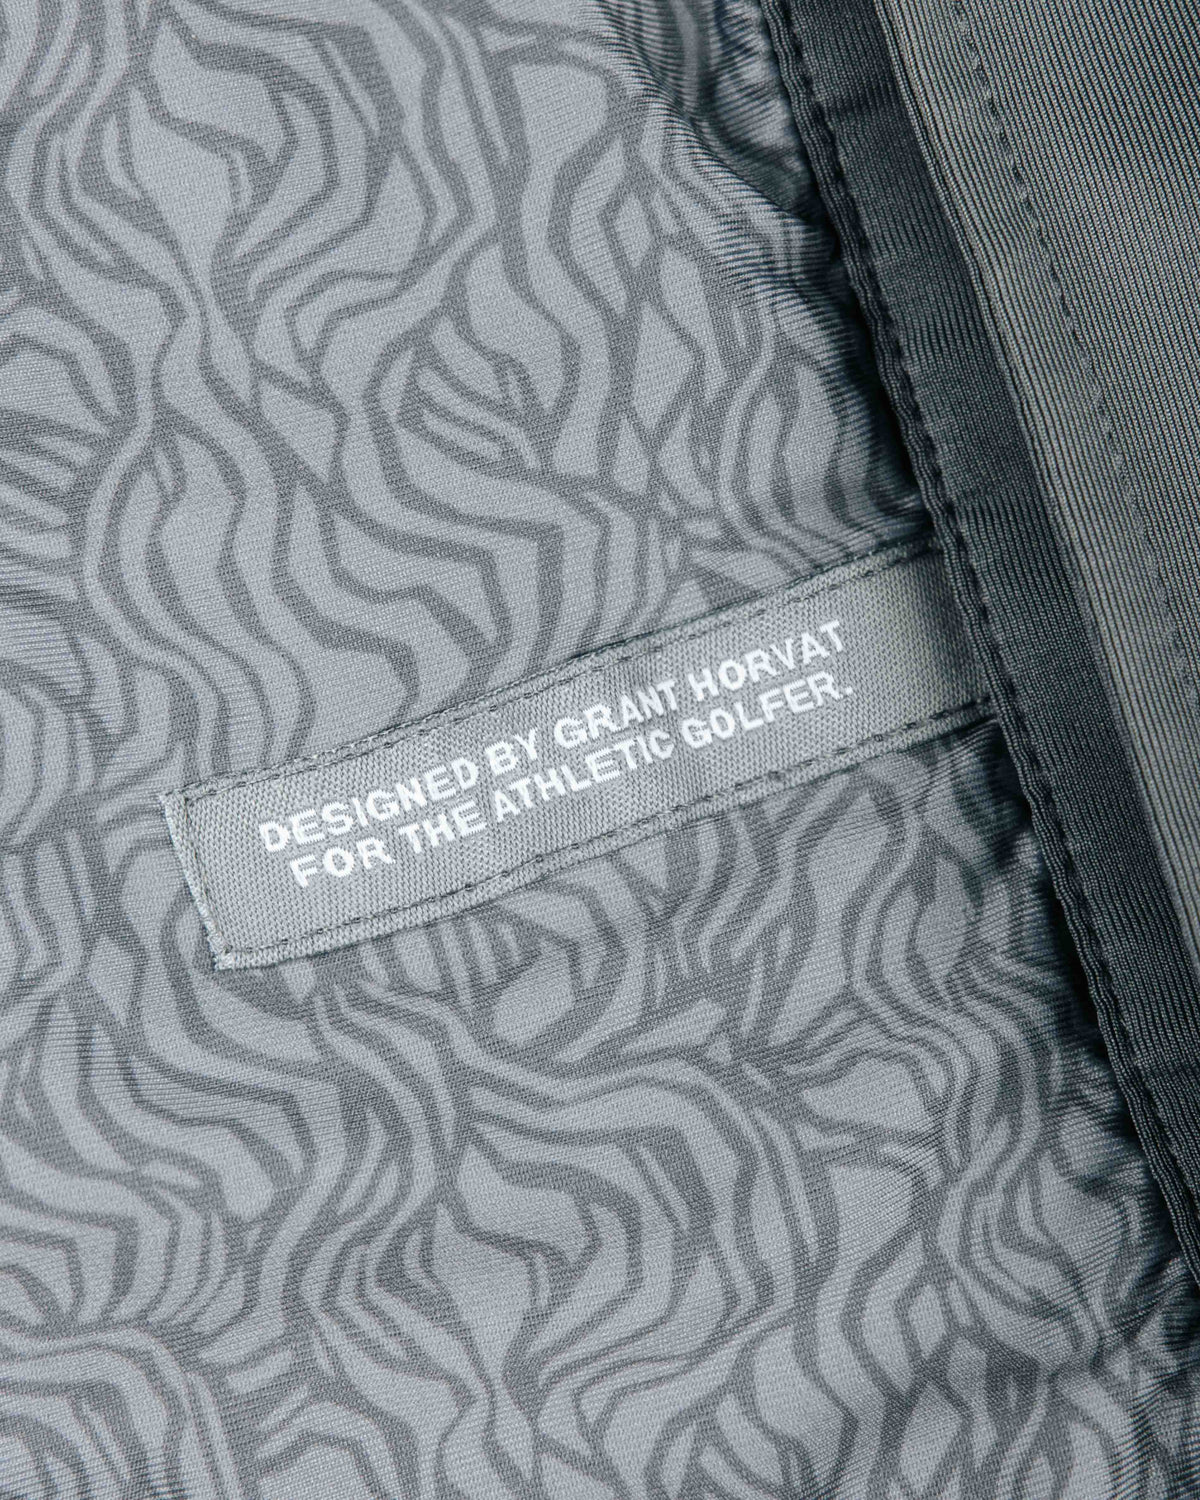 DESIGNED BY GRANT HORVAT
FOR THE ATHLETIC GOLFER.